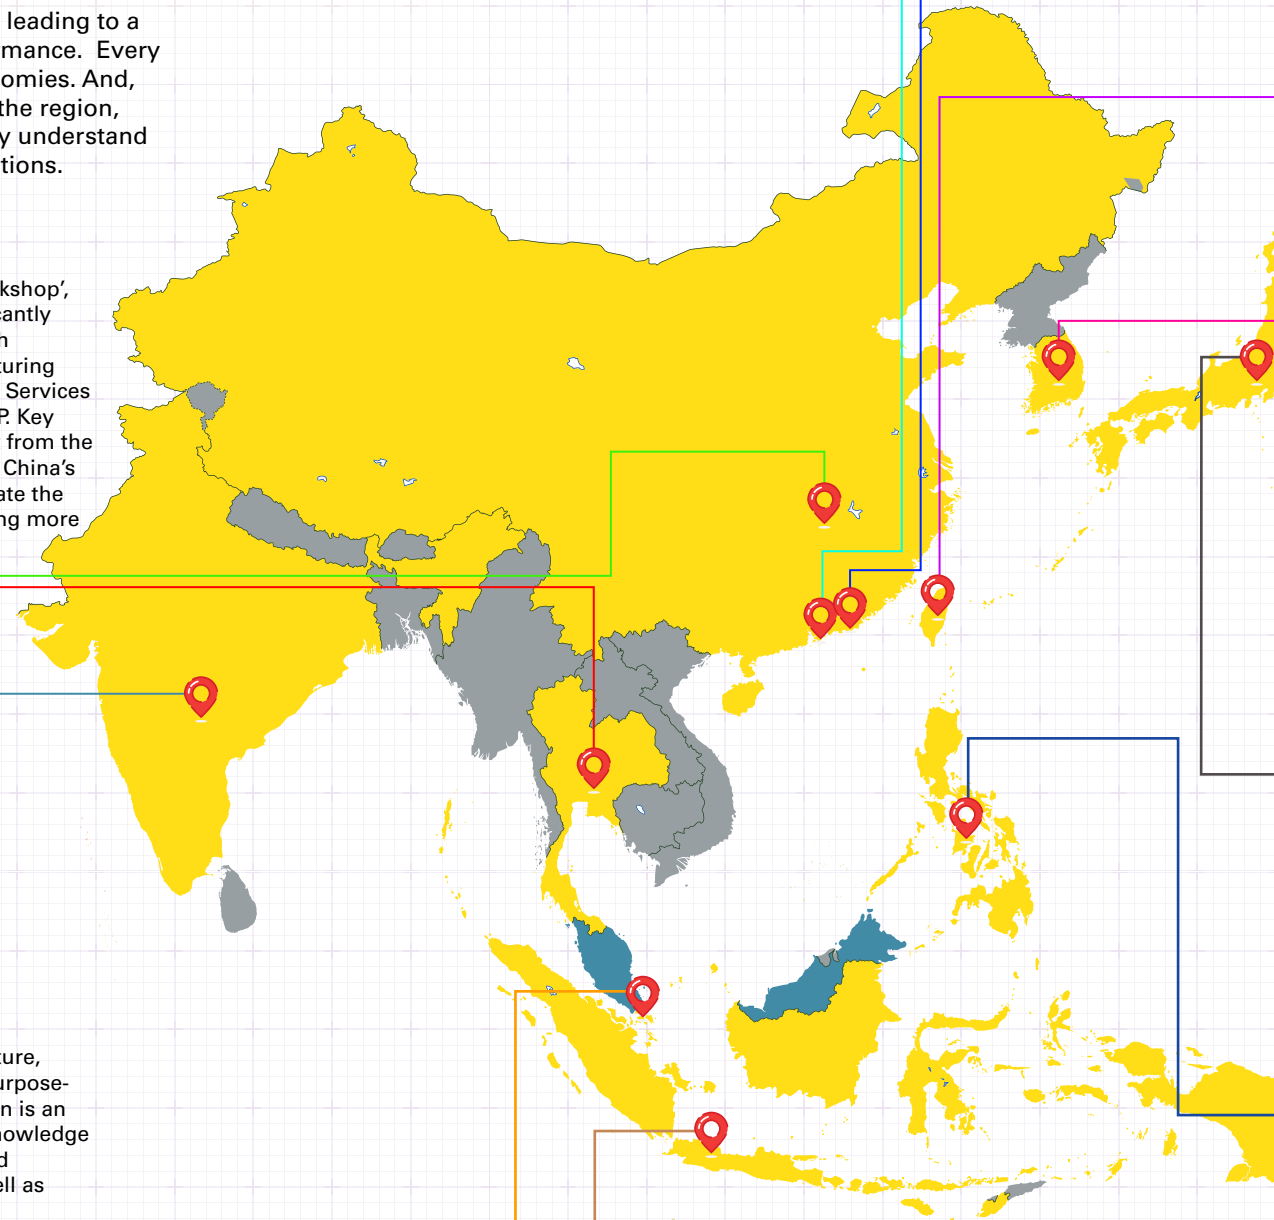 leading to a
rmance. Every
omies. And,
the region,
y understand
tions.
kshop’,
cantly
h
turing
Services
P. Key
from the
China’s
ate the
ng more
ture,
urpose-
n is an
nowledge
d
ell as